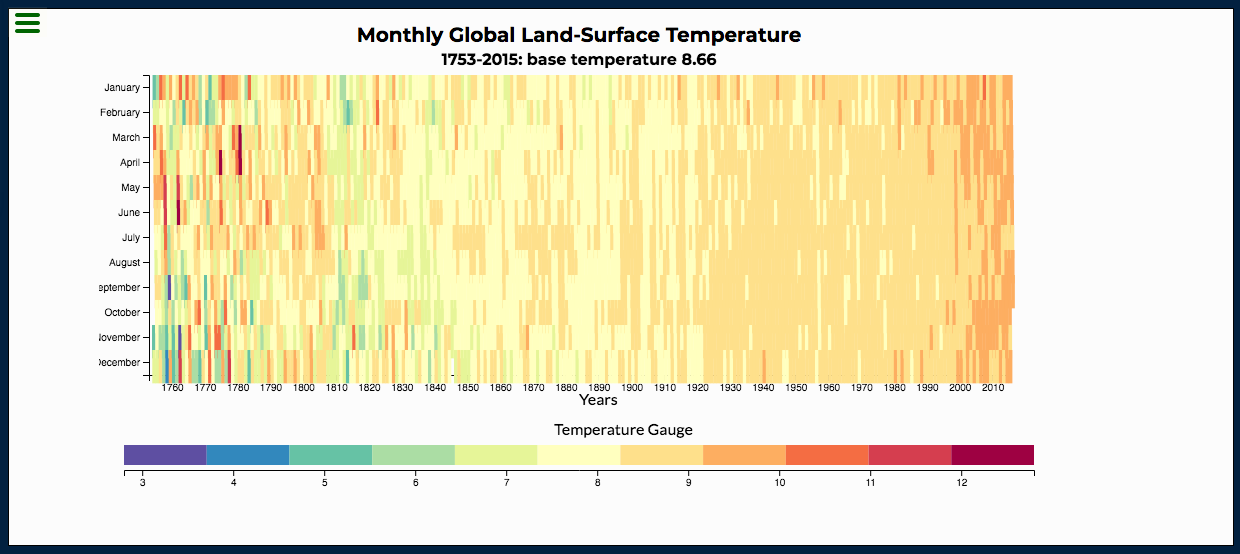 Monthly Global Land-Surface Temperature
1753-2015: base temperature 8.66
January
February
March
April
May
June
July
August
eptember
October
lovember
ecember
1760 1770 1780 1790 1800 1810 1820 1830 1840 1850 1860 1870 1880 1890 1900 1910 1920 1930 1940 1950 1960 1970 1980 1990 2000 2010
Years
Temperature Gauge
3 4 5 6 7 8 9 10 11 12